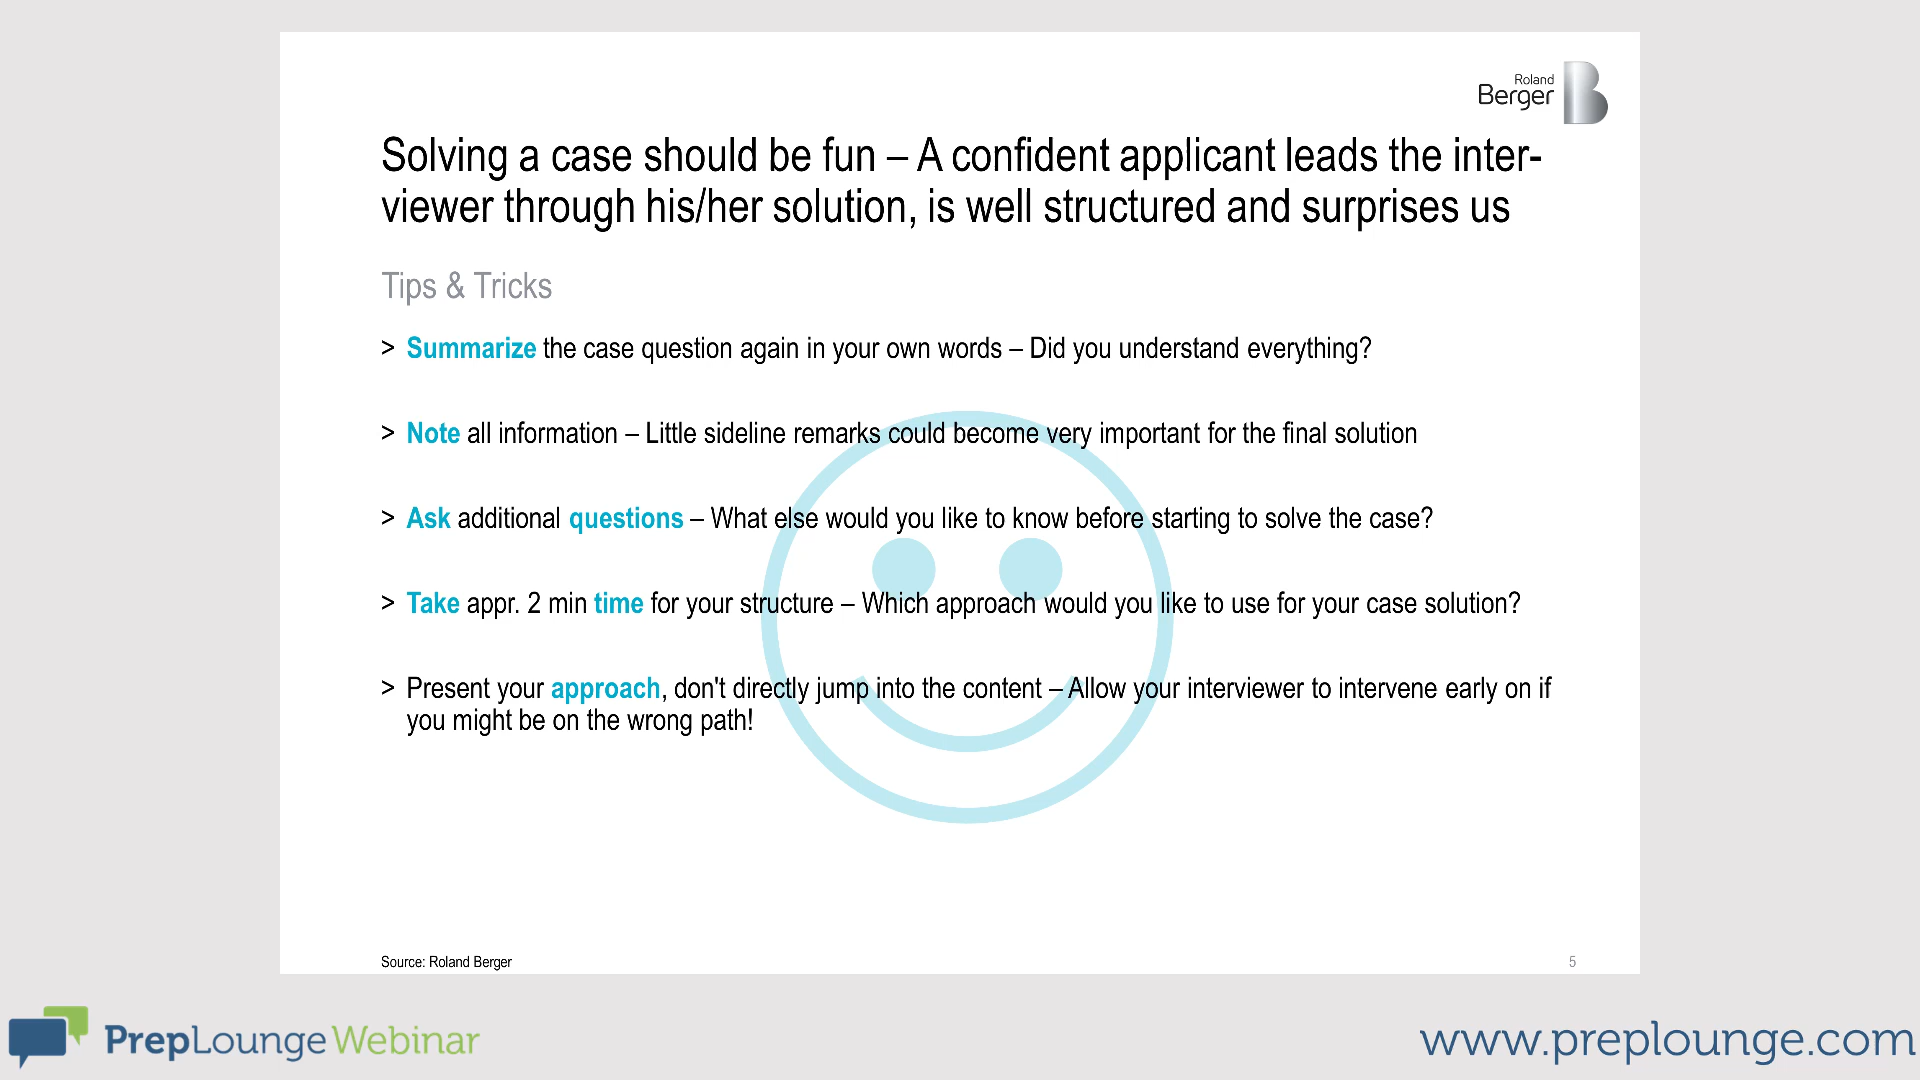 Roland
Berger
Solving a case should be fun – A confident applicant leads the inter-
viewer through his/her solution, is well structured and surprises us
Tips & Tricks
> Summarize the case question again in your own words – Did you understand everything?
> Note all information – Little sideline remarks could become very important for the final solution
> Ask additional questions – What else would you like to know before starting to solve the case?
> Take appr. 2 min time for your structure – Which approach would you like to use for your case solution?
> Present your approach, don't directly jump into the content – Allow your interviewer to intervene early on if
you might be on the wrong path!
Source: Roland Berger
5
PrepLounge Webinar
www.preplounge.com